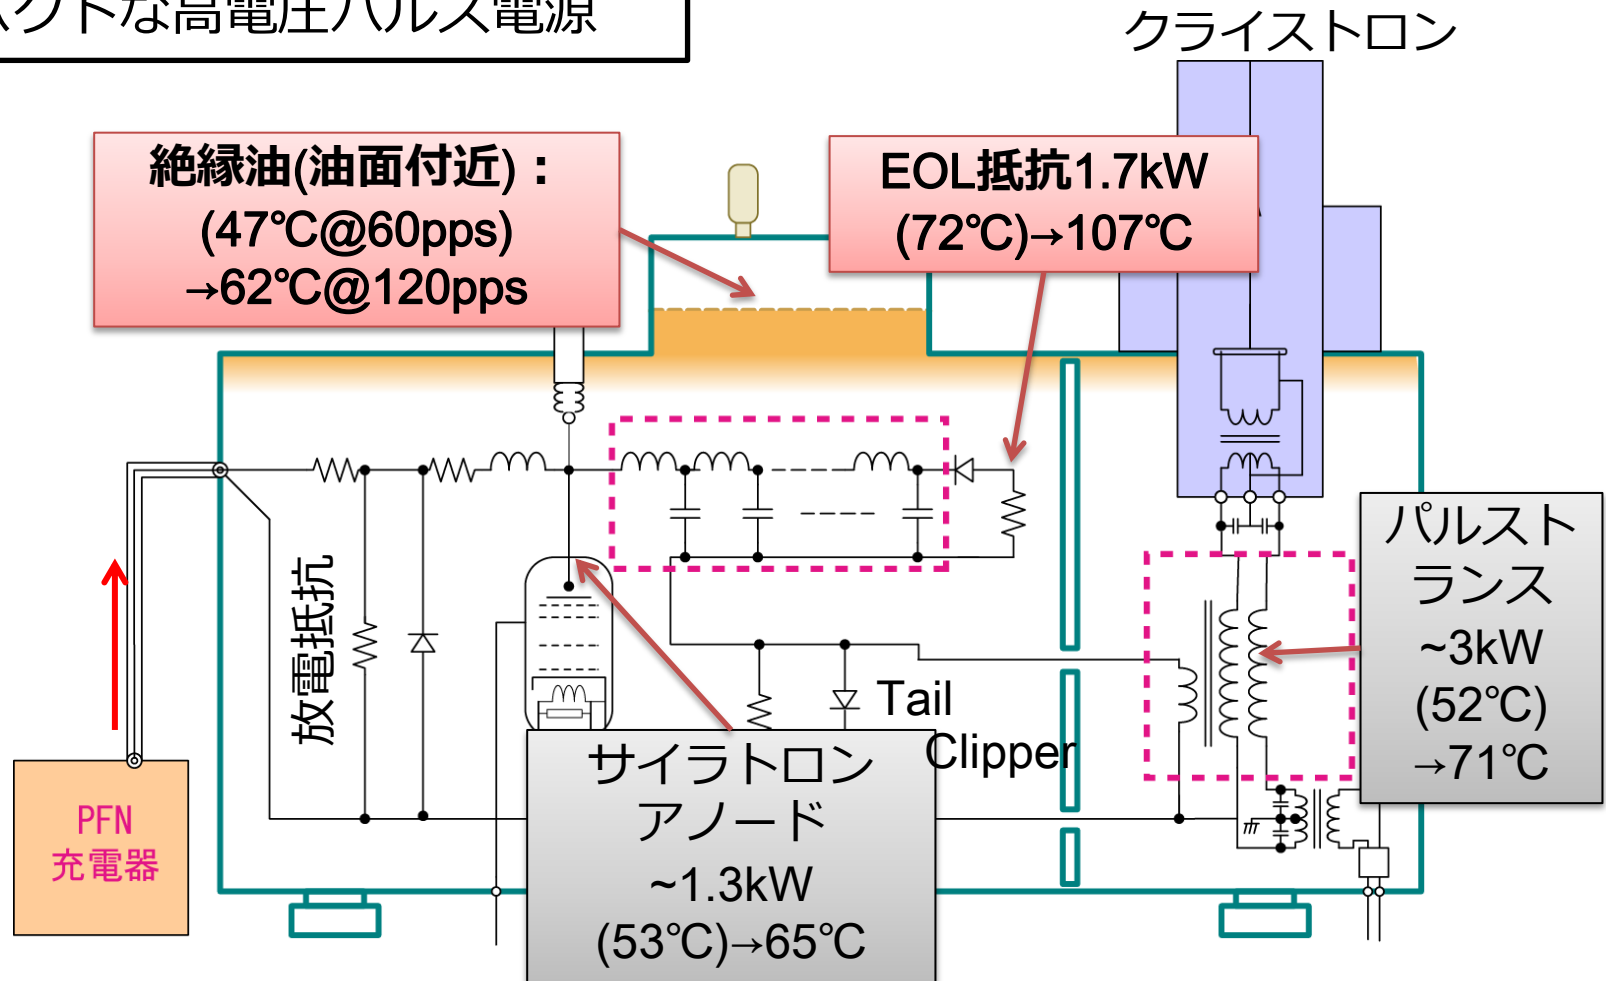 クトな高電圧パルス電源
クライストロン
絶縁油(油面付近)：
(47℃@60pps)
→62℃@120pps
EOL抵抗1.7kW
(72℃)→107℃
放電抵抗
パルスト
ランス
~3kW
(52℃)
→71℃
Tail
Clipper
サイラトロン
アノード
~1.3kW
(53℃)→65℃
PFN
充電器